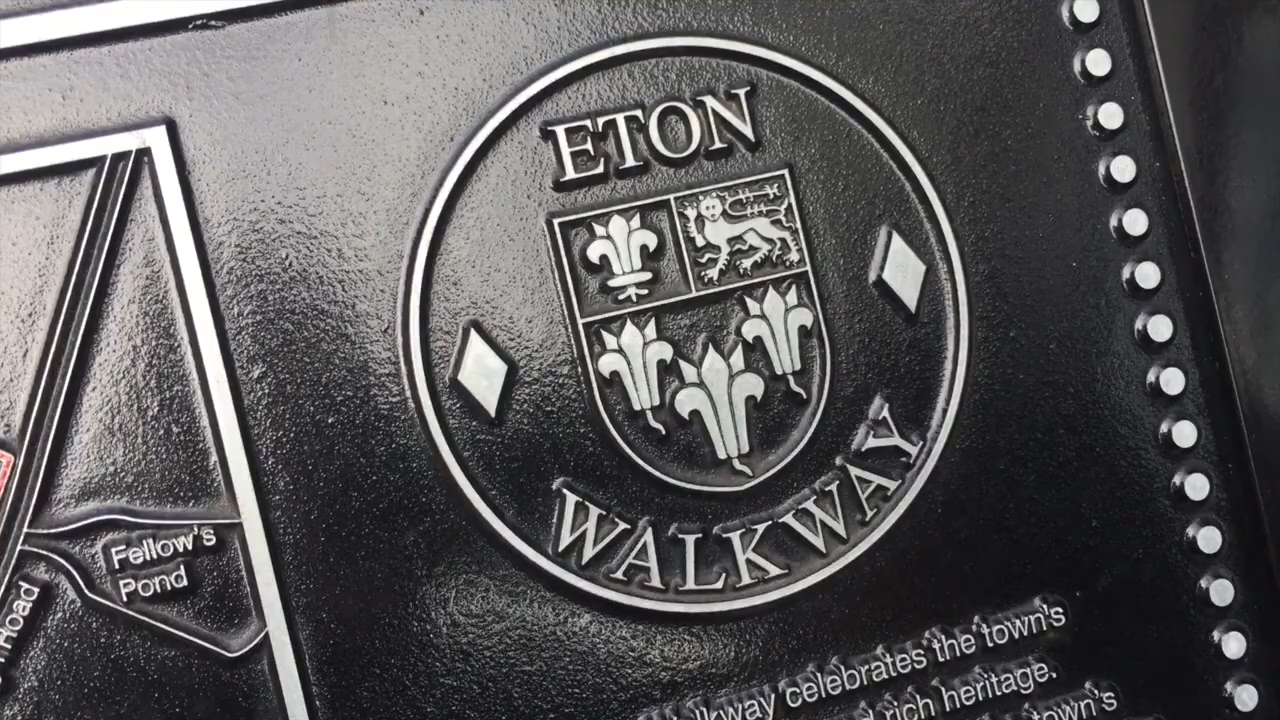 ETON
WALKWAY
Fellow's
Pond
Road
celebrates the town's
rich heritage.
town's